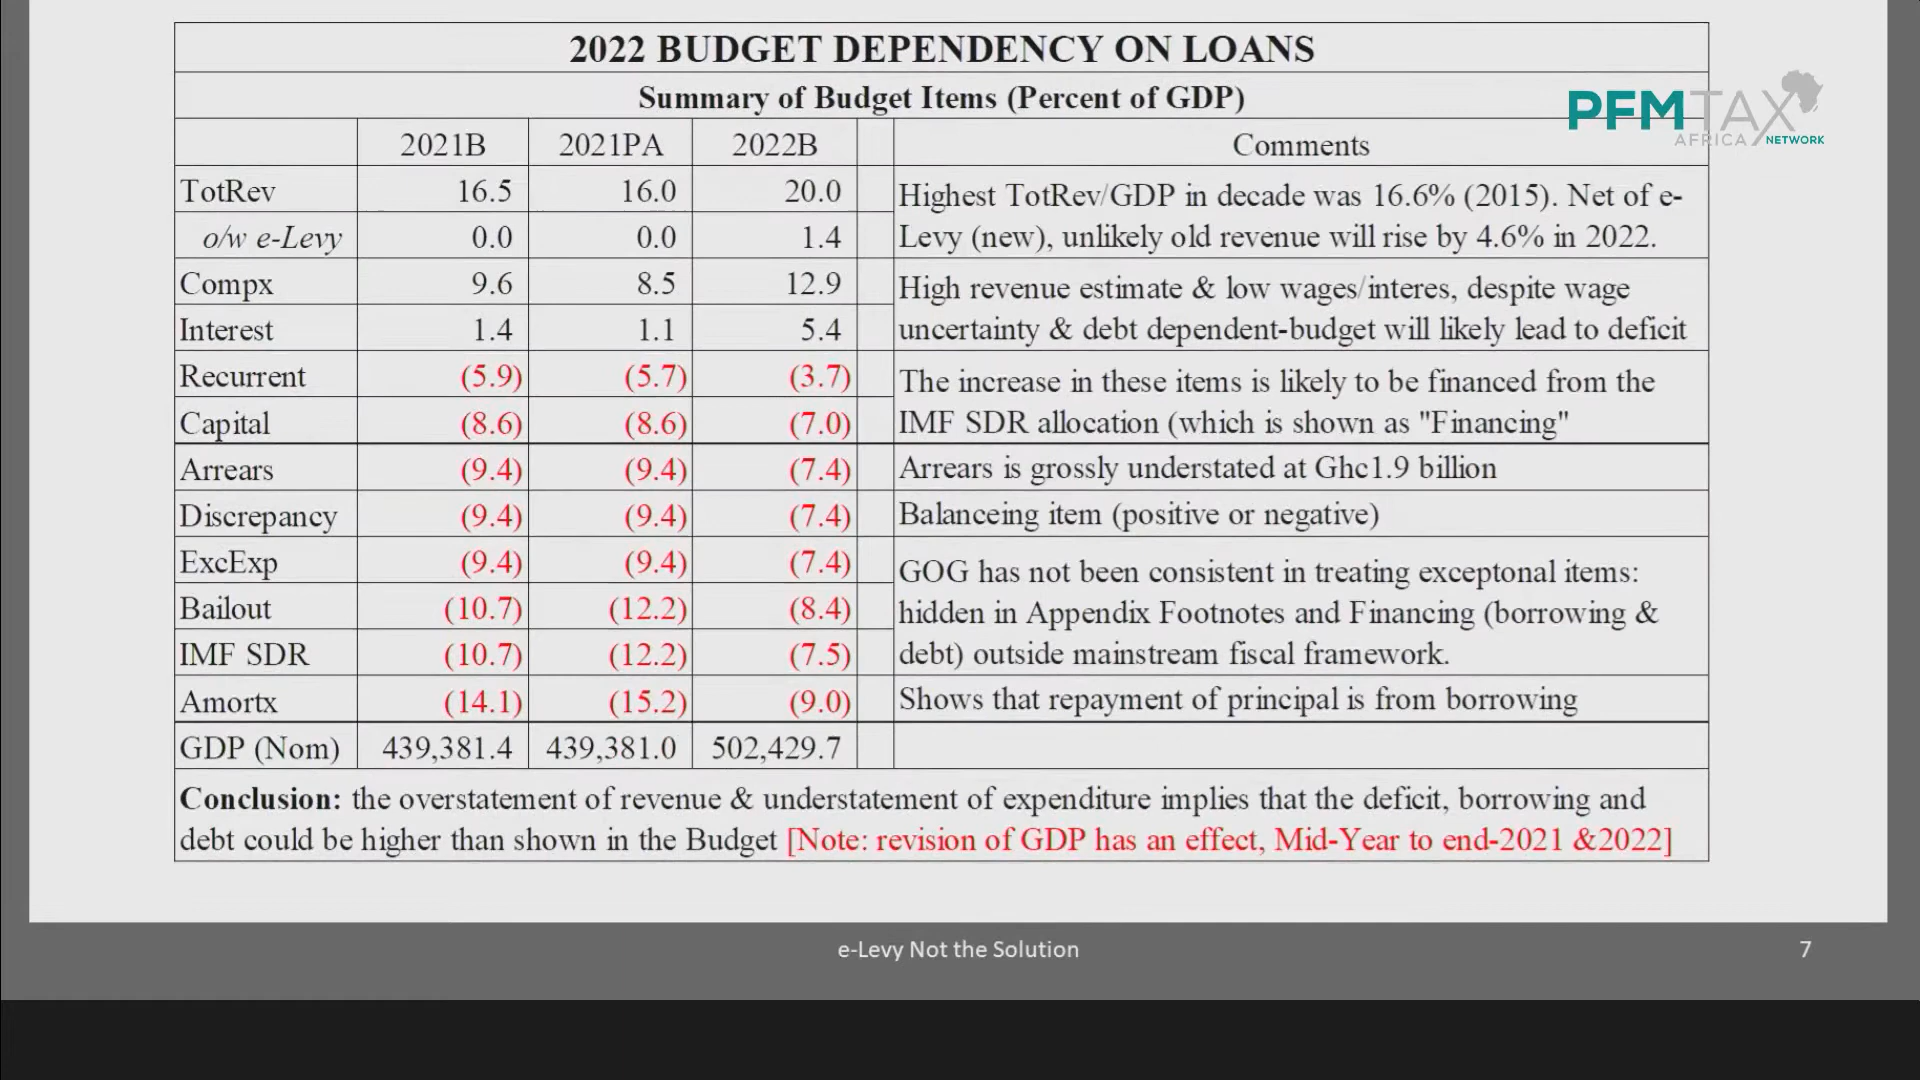 2022 BUDGET DEPENDENCY ON LOANS
Summary of Budget Items (Percent of GDP)
PFMTAX
AFRICA NETWORK
2021B 2021PA 2022B Comments
TotRev 16.5 16.0 20.0 Highest TotRev/GDP in decade was 16.6% (2015). Net of e-
o/w e-Levy 0.0 0.0 1.4 Levy (new), unlikely old revenue will rise by 4.6% in 2022.
Compx 9.6 8.5 12.9 High revenue estimate & low wages/interes, despite wage
Interest 1.4 1.1 5.4 uncertainty & debt dependent-budget will likely lead to deficit
Recurrent (5.9) (5.7) (3.7) The increase in these items is likely to be financed from the
Capital (8.6) (8.6) (7.0) IMF SDR allocation (which is shown as "Financing"
Arrears (9.4) (9.4) (7.4) Arrears is grossly understated at Ghc1.9 billion
Discrepancy (9.4) (9.4) (7.4) Balanceing item (positive or negative)
ExcExp (9.4) (9.4) (7.4) GOG has not been consistent in treating exceptonal items:
Bailout (10.7) (12.2) (8.4) hidden in Appendix Footnotes and Financing (borrowing &
IMF SDR (10.7) (12.2) (7.5) debt) outside mainstream fiscal framework.
Amortx (14.1) (15.2) (9.0) Shows that repayment of principal is from borrowing
GDP (Nom) 439,381.4 439,381.0 502,429.7
Conclusion: the overstatement of revenue & understatement of expenditure implies that the deficit, borrowing and
debt could be higher than shown in the Budget [Note: revision of GDP has an effect, Mid-Year to end-2021 &2022]
e-Levy Not the Solution 7